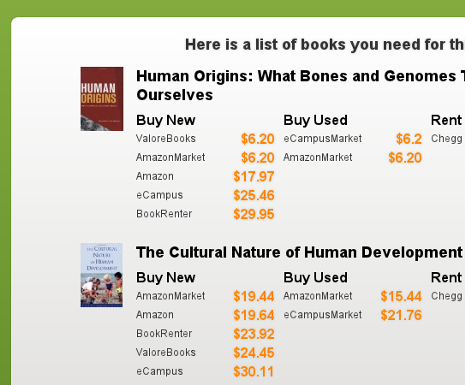 Here is a list of books you need for thi
HUMAN
ORIGINS
Human Origins: What Bones and Genomes T
Ourselves
Buy New Buy Used Rent
ValoreBooks $6.20 eCampusMarket $6.2 Chegg
AmazonMarket $6.20 AmazonMarket $6.20
Amazon $17.97
eCampus $25.46
BookRenter $29.95
THE CULTURAL
NATURE OF
HUMAN
DEVELOPMENT
The Cultural Nature of Human Development
Buy New Buy Used Rent
AmazonMarket $19.44 AmazonMarket $15.44 Chegg
Amazon $19.64 eCampusMarket $21.76
BookRenter $23.92
ValoreBooks $24.45
eCampus $30.11